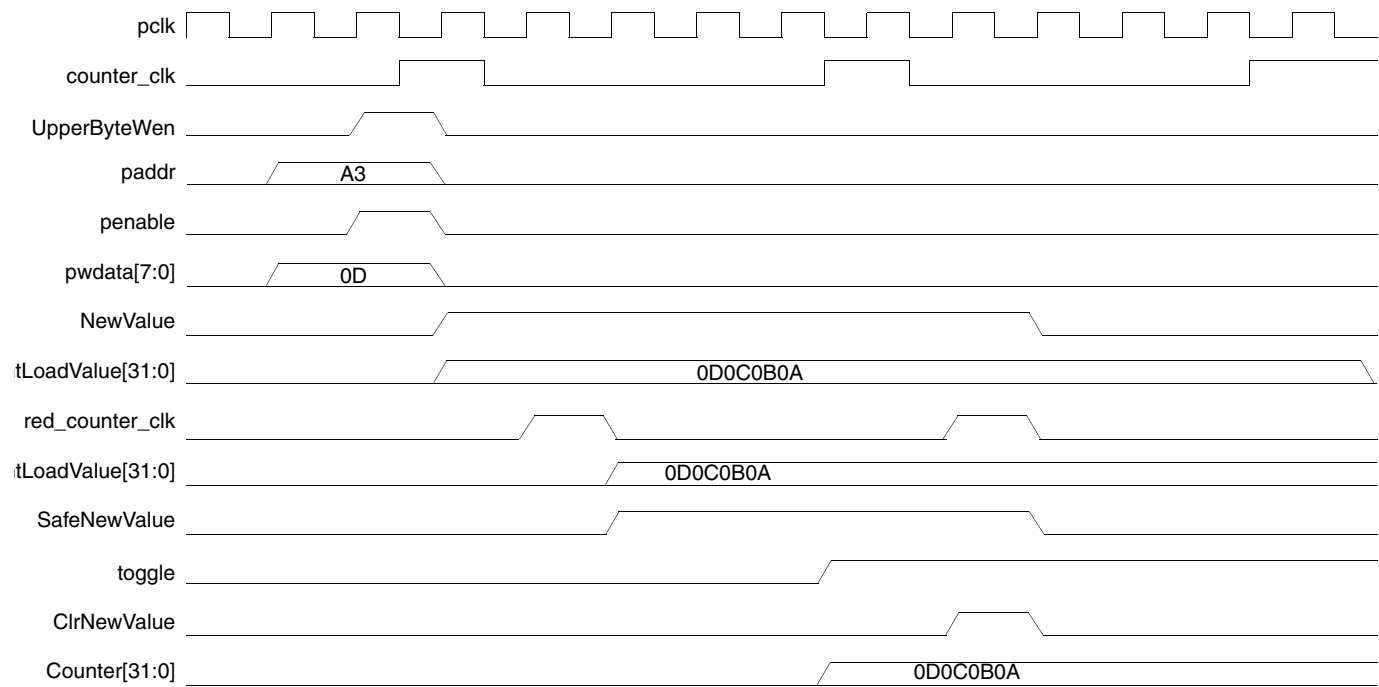 pclk
counter_clk
UpperByteWen
paddr A3
penable
pwdata[7:0] 0D
NewValue
tLoadValue[31:0] 0D0C0B0A
red_counter_clk
tLoadValue[31:0] 0D0C0B0A
SafeNewValue
toggle
ClrNewValue
Counter[31:0] 0D0C0B0A